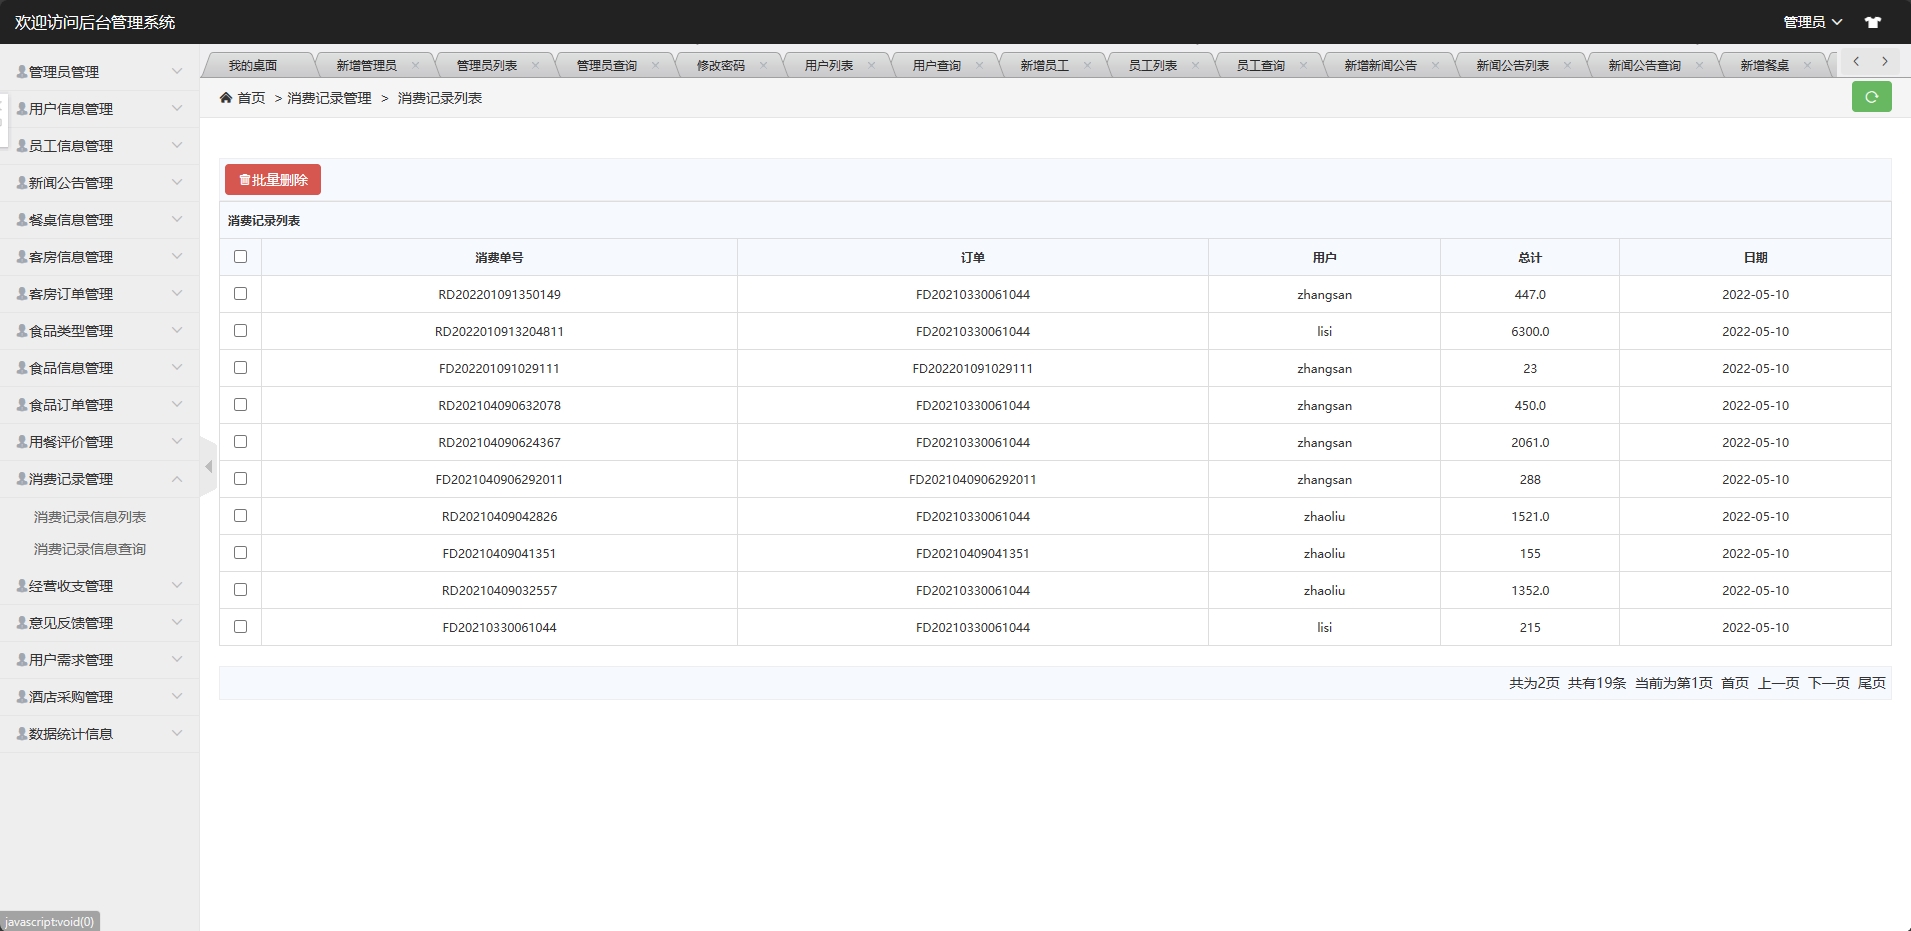 欢迎访问后台管理系统
管理员
我的桌面 新增管理员 管理员列表 管理员查询 修改密码 用户列表 用户查询 新增员工 员工列表 员工查询 新增新闻公告 新闻公告列表 新闻公告查询 新增餐桌
首页 > 消费记录管理 > 消费记录列表
管理员管理
用户信息管理
员工信息管理
新闻公告管理
餐桌信息管理
客房信息管理
客房订单管理
食品类型管理
食品信息管理
食品订单管理
用餐评价管理
消费记录管理
消费记录信息列表
消费记录信息查询
经营收支管理
意见反馈管理
用户需求管理
酒店采购管理
数据统计信息
批量删除
消费记录列表
消费单号 订单 用户 总计 日期
RD202201091350149 FD20210330061044 zhangsan 447.0 2022-05-10
RD2022010913204811 FD20210330061044 lisi 6300.0 2022-05-10
FD202201091029111 FD202201091029111 zhangsan 23 2022-05-10
RD202104090632078 FD20210330061044 zhangsan 450.0 2022-05-10
RD202104090624367 FD20210330061044 zhangsan 2061.0 2022-05-10
FD2021040906292011 FD2021040906292011 zhangsan 288 2022-05-10
RD20210409042826 FD20210330061044 zhaoliu 1521.0 2022-05-10
FD20210409041351 FD20210409041351 zhaoliu 155 2022-05-10
RD20210409032557 FD20210330061044 zhaoliu 1352.0 2022-05-10
FD20210330061044 FD20210330061044 lisi 215 2022-05-10
共为2页 共有19条 当前为第1页 首页 上一页 下一页 尾页
javascript:void(0)